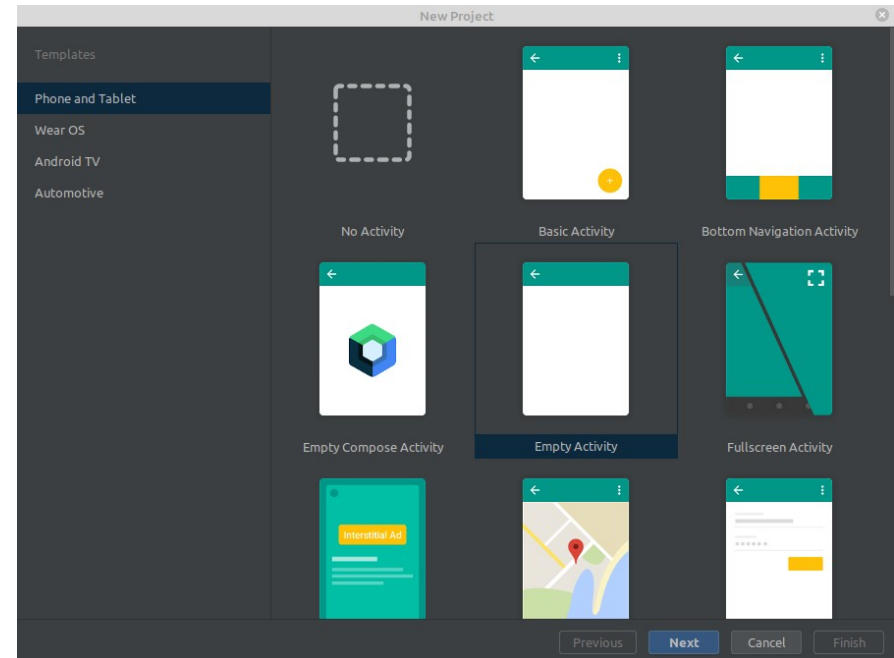 New Project
Templates
Phone and Tablet
Wear OS
Android TV
Automotive
No Activity
Basic Activity
Bottom Navigation Activity
Empty Compose Activity
Empty Activity
Fullscreen Activity
Interstitial Ad
Previous
Next
Cancel
Finish